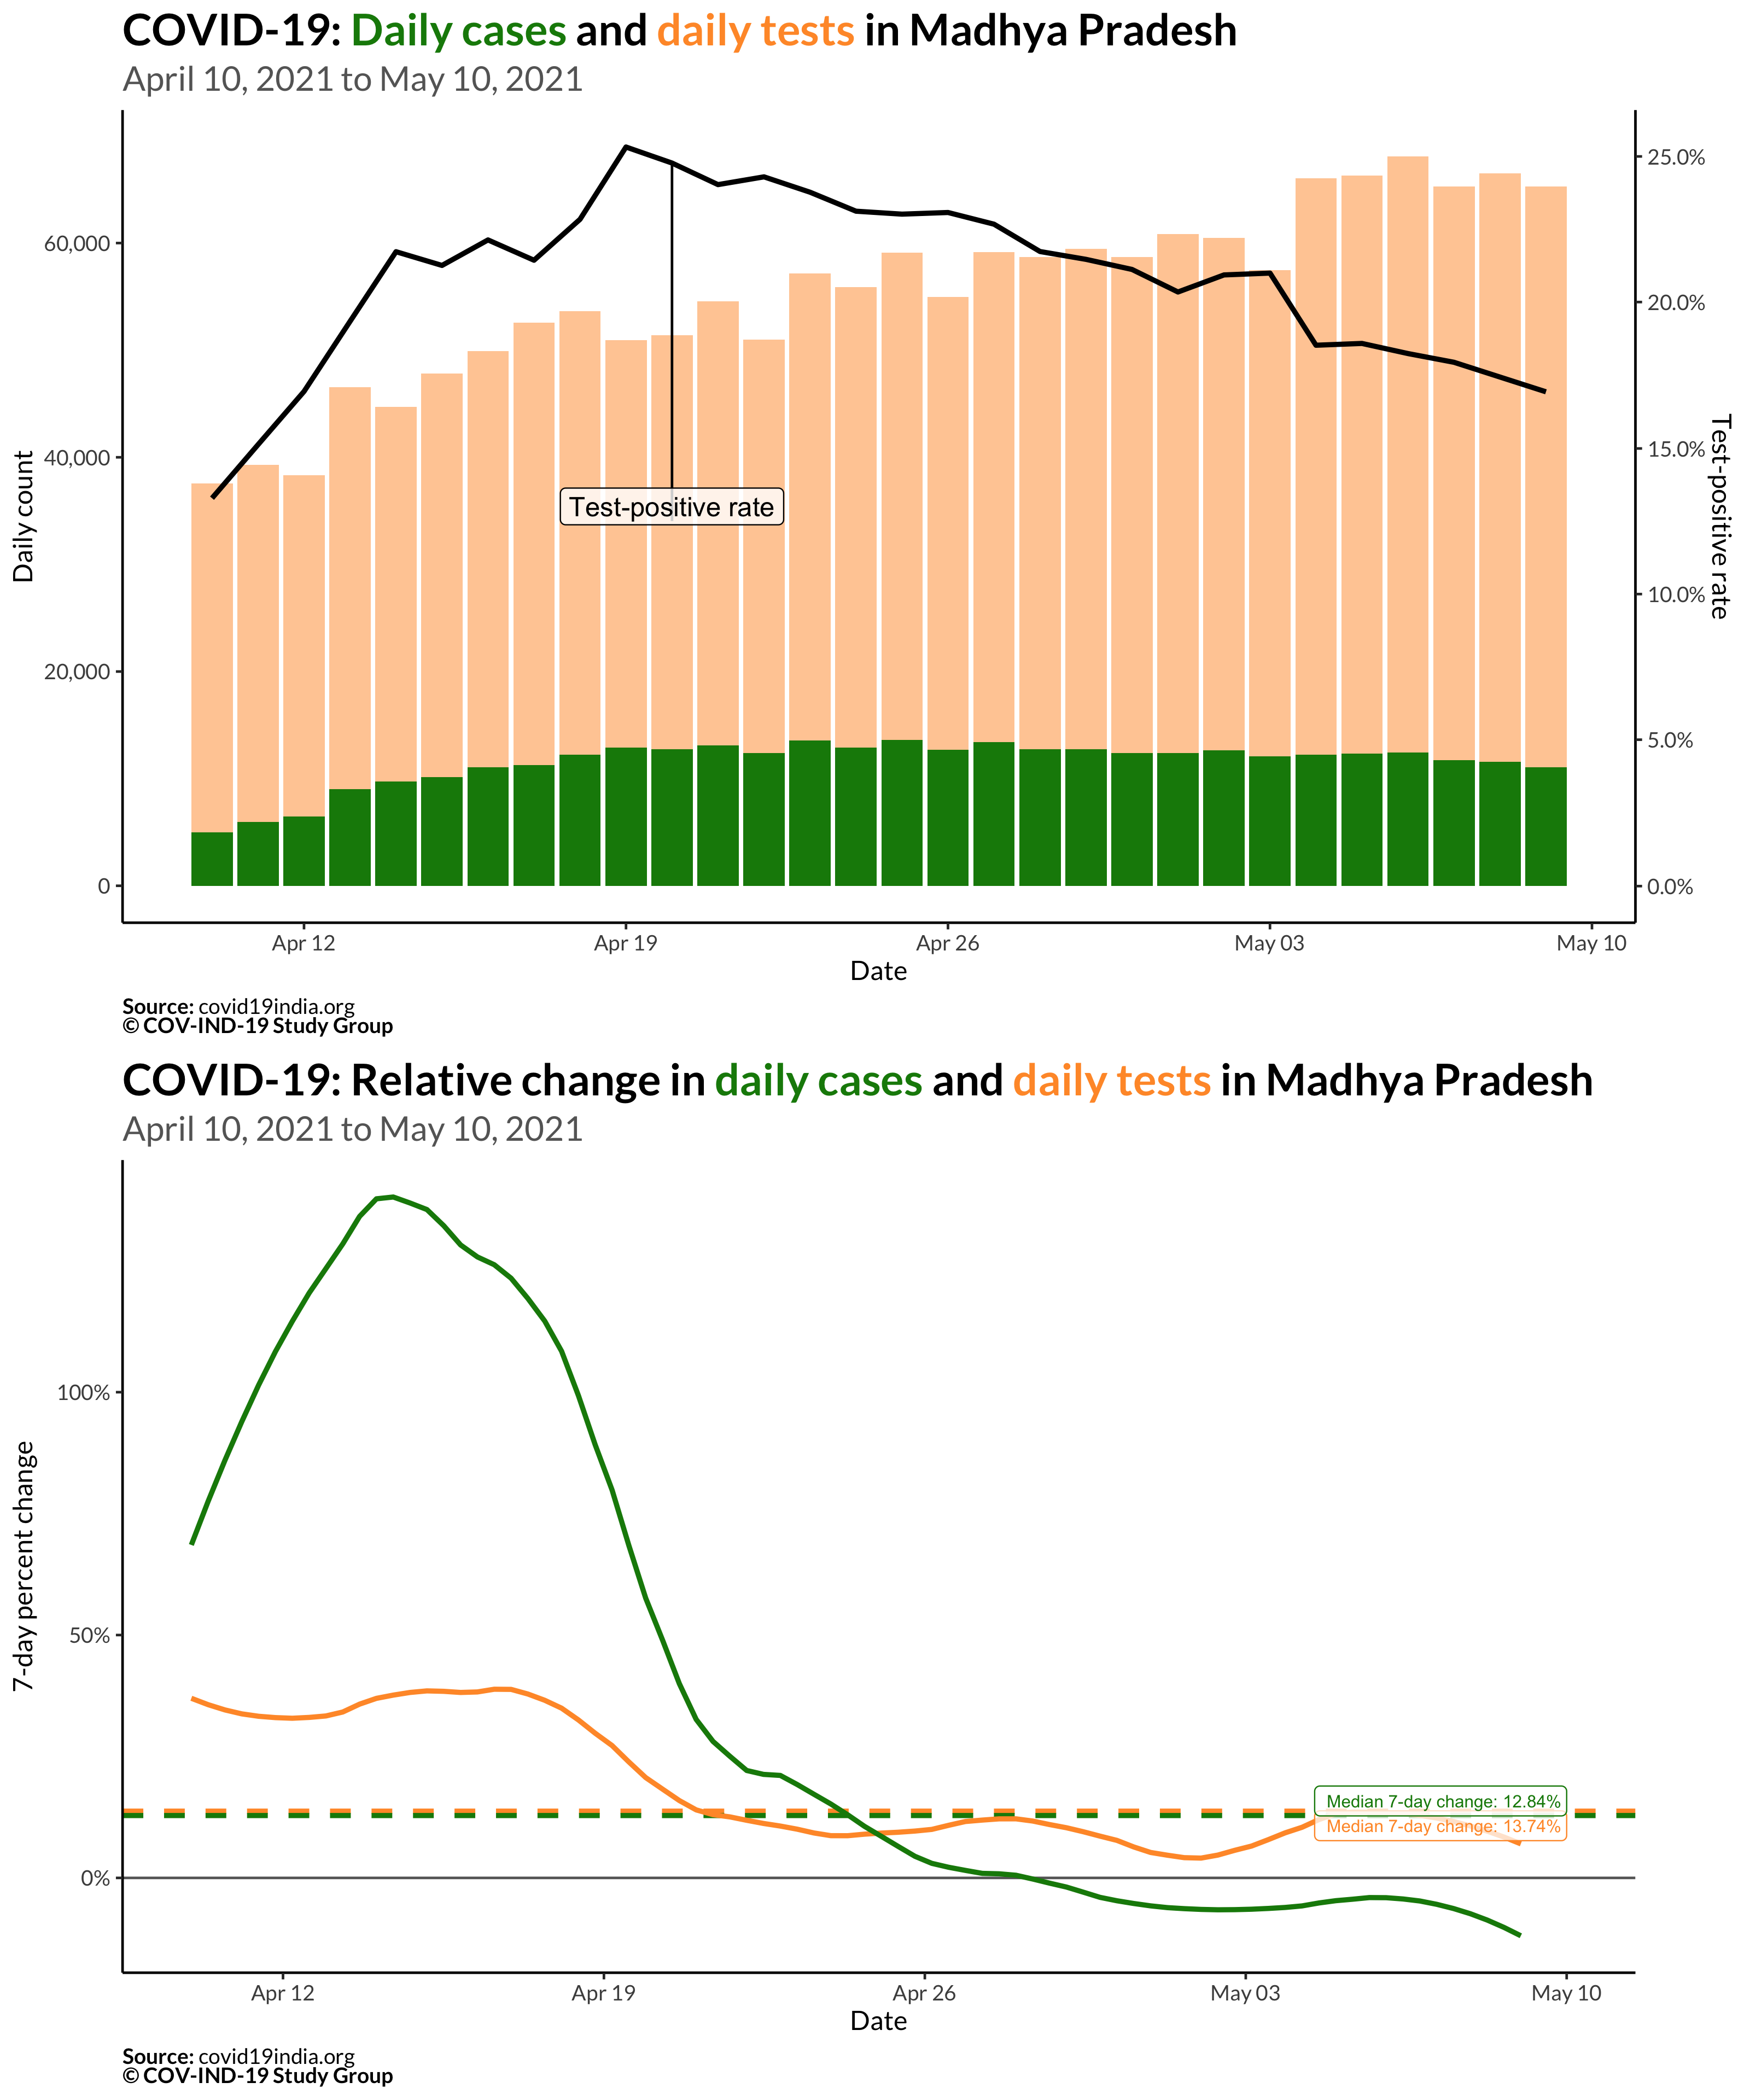 COVID-19: Daily cases and daily tests in Madhya Pradesh
April 10, 2021 to May 10, 2021
Daily count
60,000
40,000
20,000
0
Test-positive rate
25.0%
20.0%
15.0%
10.0%
5.0%
0.0%
Test-positive rate
Apr 12
Apr 19
Apr 26
May 03
May 10
Date
Source: covid19india.org
© COV-IND-19 Study Group
COVID-19: Relative change in daily cases and daily tests in Madhya Pradesh
April 10, 2021 to May 10, 2021
7-day percent change
100%
50%
0%
Median 7-day change: 12.84%
Median 7-day change: 13.74%
Apr 12
Apr 19
Apr 26
May 03
May 10
Date
Source: covid19india.org
© COV-IND-19 Study Group